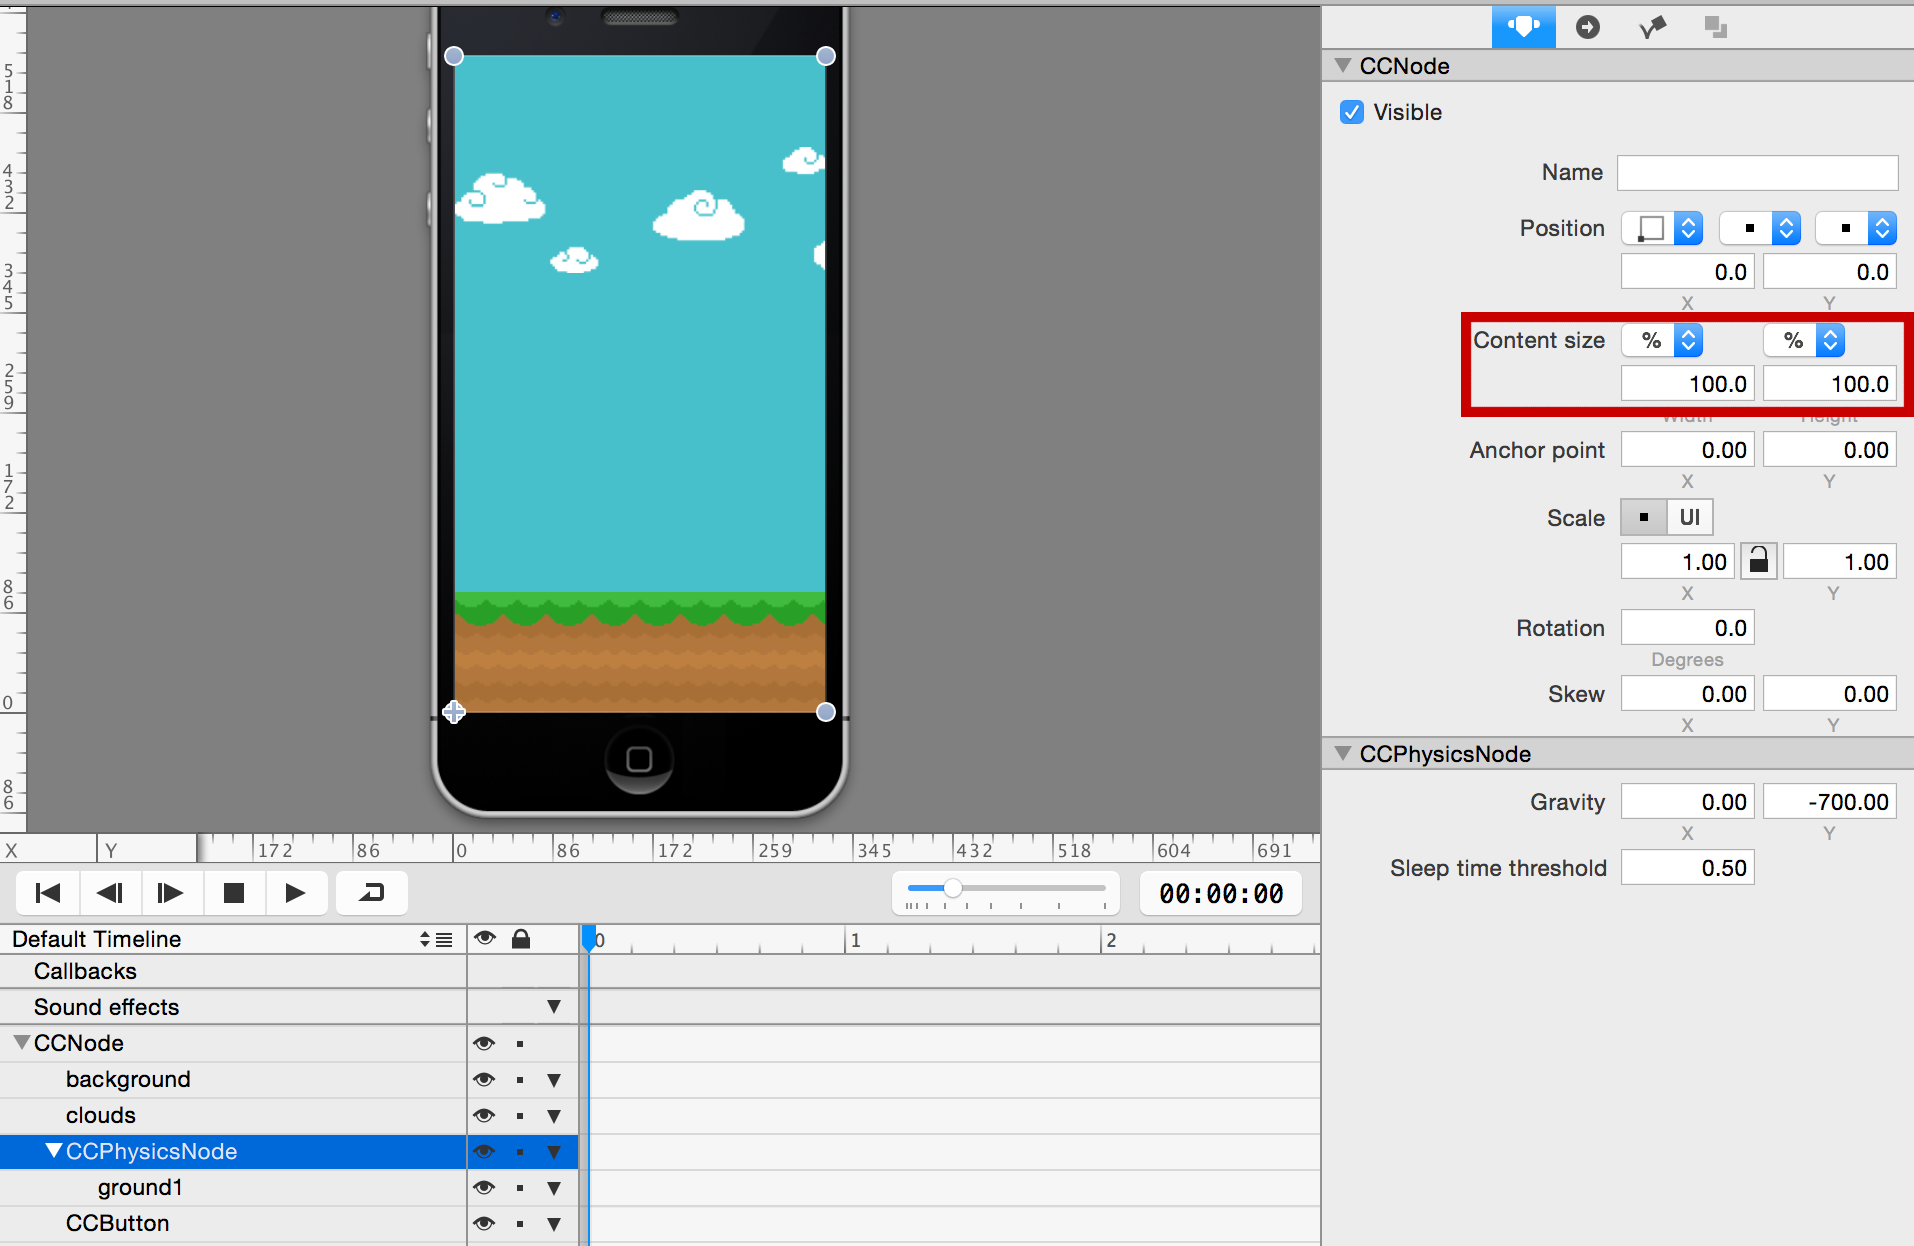 CCNode
Visible
Name
Position
0.0 0.0
X Y
Content size % %
100.0 100.0
Width Height
Anchor point 0.00 0.00
X Y
Scale UI
1.00 1.00
X Y
Rotation 0.0
Degrees
Skew 0.00 0.00
X Y
CCPhysicsNode
Gravity 0.00 -700.00
X Y
Sleep time threshold 0.50
518
432
345
259
172
86
0
86
X Y 172 86 0 86 172 259 345 432 518 604 691
00:00:00
Default Timeline 0 1 2
Callbacks
Sound effects
CCNode
background
clouds
CCPhysicsNode
ground1
CCButton